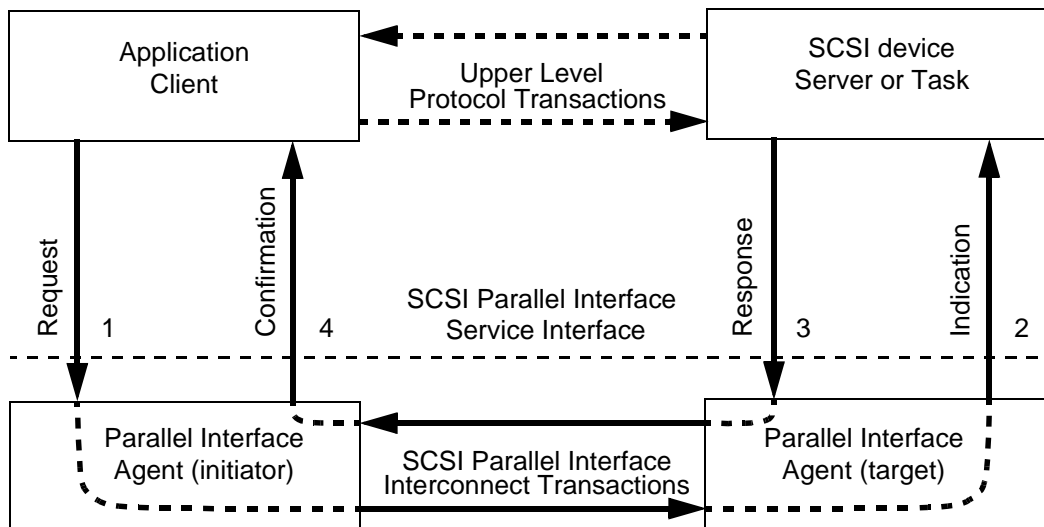 Application
Client
Upper Level
Protocol Transactions
SCSI device
Server or Task
Request
1
Confirmation
4
SCSI Parallel Interface
Service Interface
Response
3
Indication
2
Parallel Interface
Agent (initiator)
SCSI Parallel Interface
Interconnect Transactions
Parallel Interface
Agent (target)